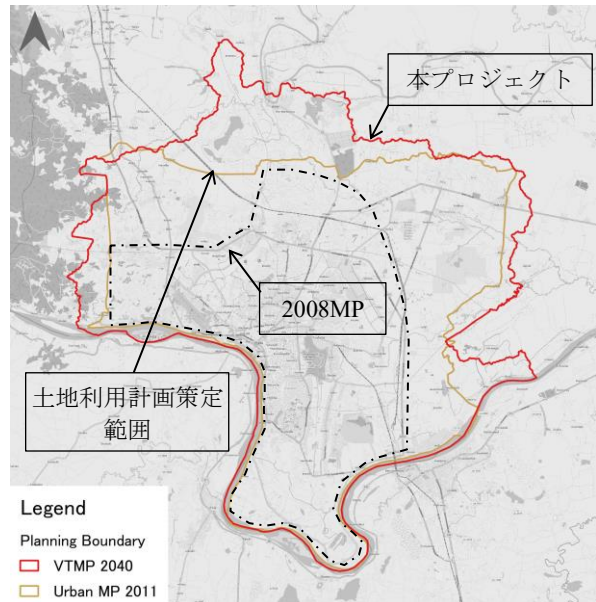 本プロジェクト
2008MP
土地利用計画策定
範囲
Legend
Planning Boundary
VTMP 2040
Urban MP 2011